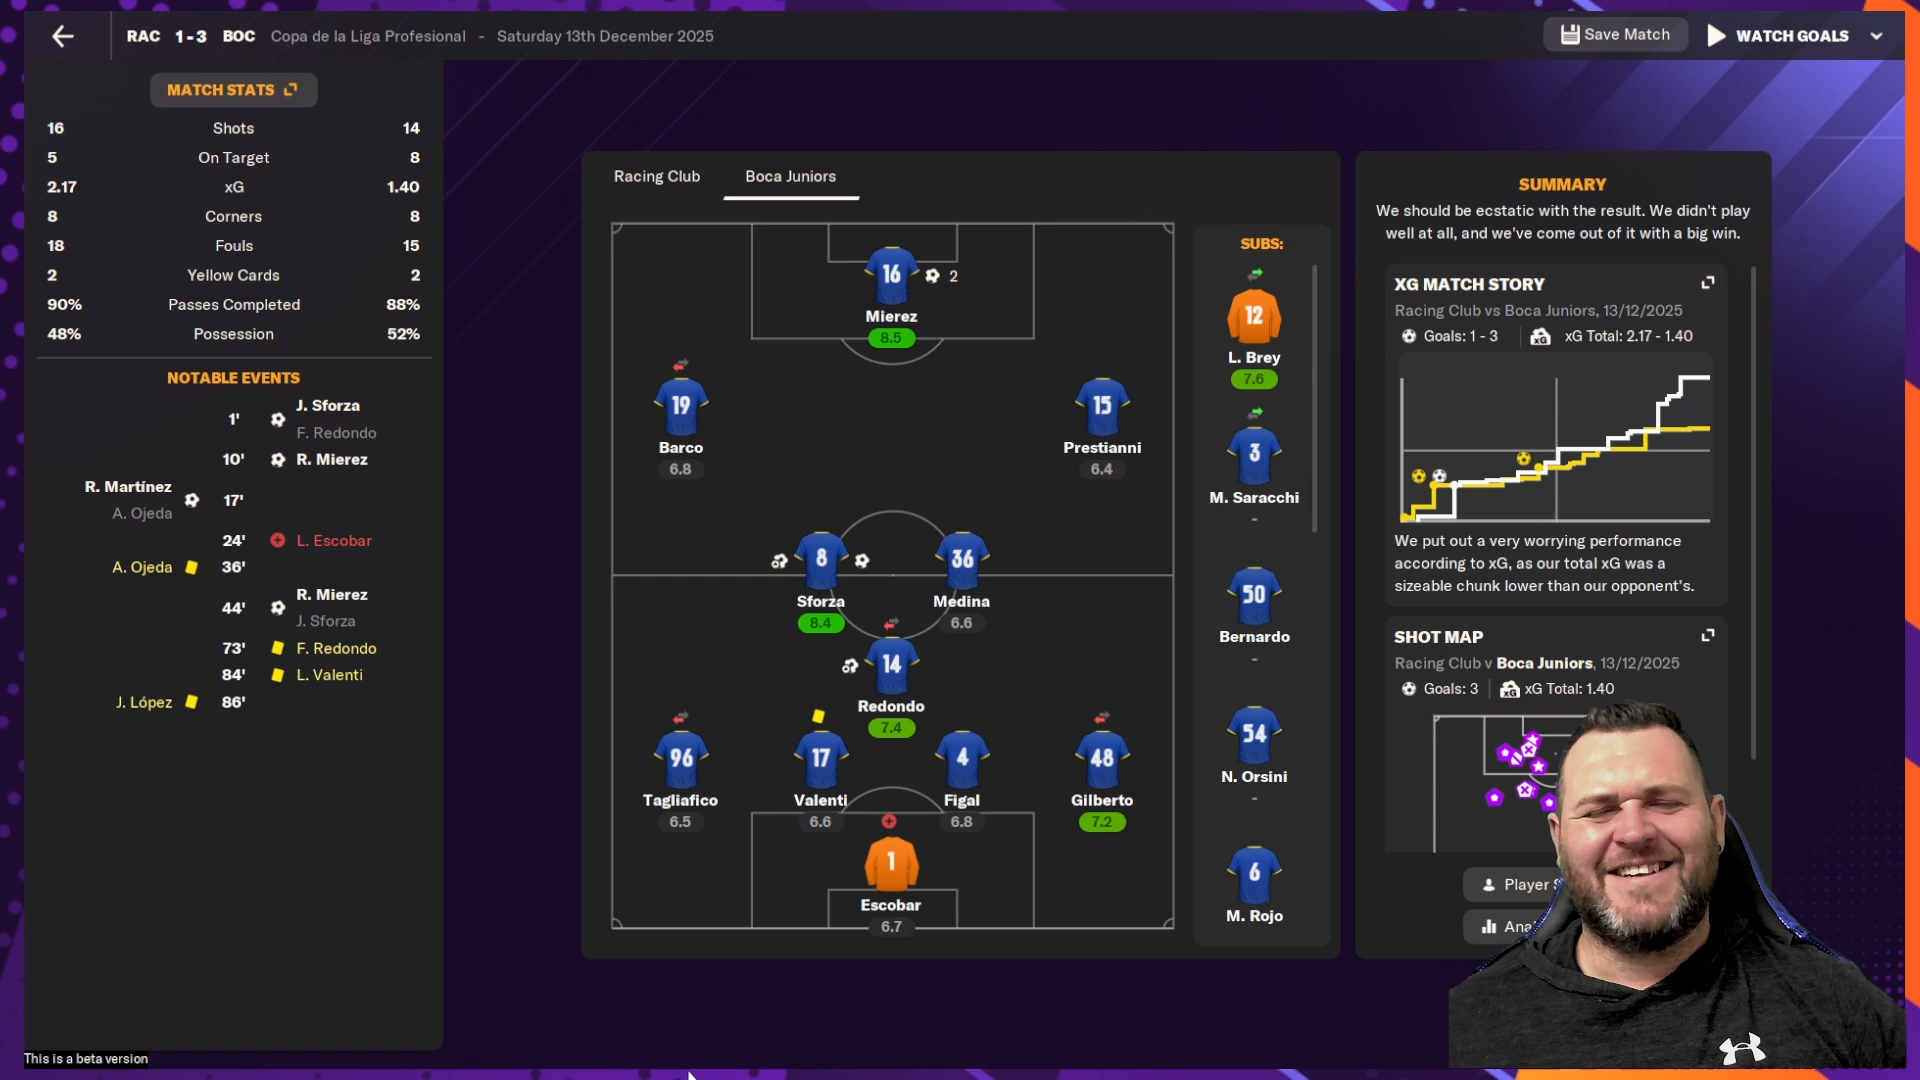 RAC 1-3 BOC Copa de la Liga Profesional - Saturday 13th December 2025
Save Match
WATCH GOALS
MATCH STATS
16 Shots 14
5 On Target 8
2.17 xG 1.40
8 Corners 8
18 Fouls 15
2 Yellow Cards 2
90% Passes Completed 88%
48% Possession 52%
NOTABLE EVENTS
1' J. Sforza
F. Redondo
10' R. Mierez
R. Martínez 17'
A. Ojeda
24' L. Escobar
A. Ojeda 36'
44' R. Mierez
J. Sforza
73' F. Redondo
84' L. Valenti
J. López 86'
This is a beta version
Racing Club
Boca Juniors
16 2
Mierez
8.5
19
Barco
6.8
15
Prestianni
6.4
8
Sforza
8.4
36
Medina
6.6
14
Redondo
7.4
96
Tagliafico
6.5
17
Valenti
6.6
4
Figal
6.8
48
Gilberto
7.2
1
Escobar
6.7
SUBS:
12
L. Brey
7.6
3
M. Saracchi
-
50
Bernardo
-
54
N. Orsini
-
6
M. Rojo
SUMMARY
We should be ecstatic with the result. We didn't play
well at all, and we've come out of it with a big win.
XG MATCH STORY
Racing Club vs Boca Juniors, 13/12/2025
Goals: 1 - 3 xG xG Total: 2.17 - 1.40
We put out a very worrying performance
according to xG, as our total xG was a
sizeable chunk lower than our opponent's.
SHOT MAP
Racing Club v Boca Juniors, 13/12/2025
Goals: 3 xG xG Total: 1.40
Player S
Ana